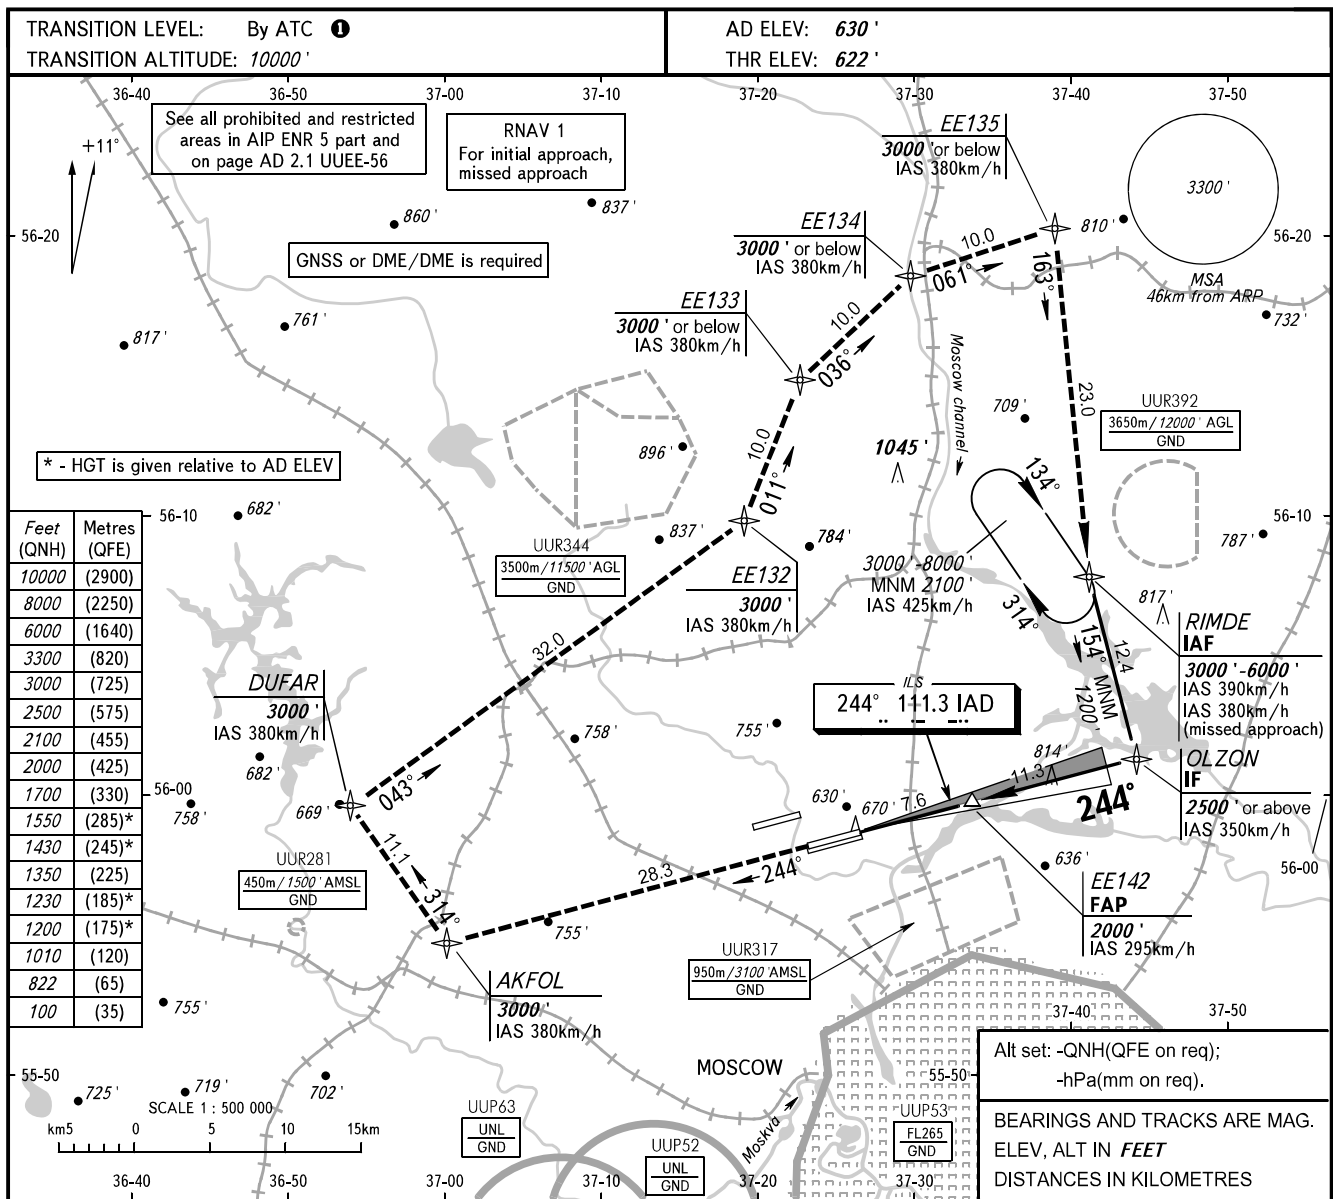 TRANSITION LEVEL: By ATC ❶
TRANSITION ALTITUDE: 10000 '
AD ELEV: 630 '
THR ELEV: 622 '
36-40 36-50 37-00 37-10 37-20 37-30 37-40 37-50
+11°
See all prohibited and restricted
areas in AIP ENR 5 part and
on page AD 2.1 UUEE-56
RNAV 1
For initial approach,
missed approach
GNSS or DME/DME is required
EE135
3000 ' or below
IAS 380km/h
3300 '
MSA
46km from ARP
56-20
56-20
860 '
837 '
810 '
732 '
761 '
817 '
EE134
3000 ' or below
IAS 380km/h
10.0
061°
163°
23.0
EE133
3000 ' or below
IAS 380km/h
10.0
036°
Moscow channel
709 '
UUR392
3650m/12000 ' AGL
GND
896 '
10.0
011°
1045 '
134°
* - HGT is given relative to AD ELEV
Feet Metres
(QNH) (QFE)
10000 (2900)
8000 (2250)
6000 (1640)
3300 (820)
3000 (725)
2500 (575)
2100 (455)
2000 (425)
1700 (330)
1550 (285)*
1430 (245)*
1350 (225)
1230 (185)*
1200 (175)*
1010 (120)
822 (65)
100 (35)
56-10
56-10
682 '
837 '
784 '
787 '
UUR344
3500m/11500 ' AGL
GND
EE132
3000 '
IAS 380km/h
3000 '-8000 '
MNM 2100 '
IAS 425km/h
314°
817 '
RIMDE
IAF
3000 '-6000 '
IAS 390km/h
IAS 380km/h
(missed approach)
154° MNM
1200 '
12.4
32.0
DUFAR
3000 '
IAS 380km/h
ILS
244° 111.3 IAD
758 '
755 '
682 '
814 '
11.3
OLZON
IF
2500 ' or above
IAS 350km/h
244°
56-00
56-00
043°
758 '
669 '
630 '
670 '
7.6
11.1
314°
UUR281
450m/1500 ' AMSL
GND
28.3
244°
636 '
EE142
FAP
2000 '
IAS 295km/h
755 '
UUR317
950m/3100 ' AMSL
GND
AKFOL
3000 '
IAS 380km/h
755 '
37-40 37-50
MOSCOW
55-50
55-50
725 '
719 '
702 '
SCALE 1 : 500 000
km5 0 5 10 15km
UUP63
UNL
GND
UUP52
UNL
GND
Moskva
UUP53
FL265
GND
Alt set: -QNH(QFE on req);
-hPa(mm on req).
BEARINGS AND TRACKS ARE MAG.
ELEV, ALT IN FEET
DISTANCES IN KILOMETRES
36-40 36-50 37-00 37-10 37-20 37-30